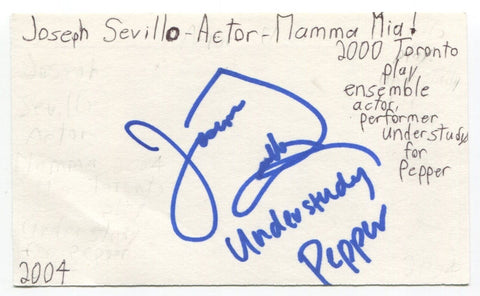 Joseph Sevillo-Actor-Mamma Mia!
2000 Toronto
play
ensemble
actor,
performer
understudy
for
Pepper
Understudy
Pepper
2004